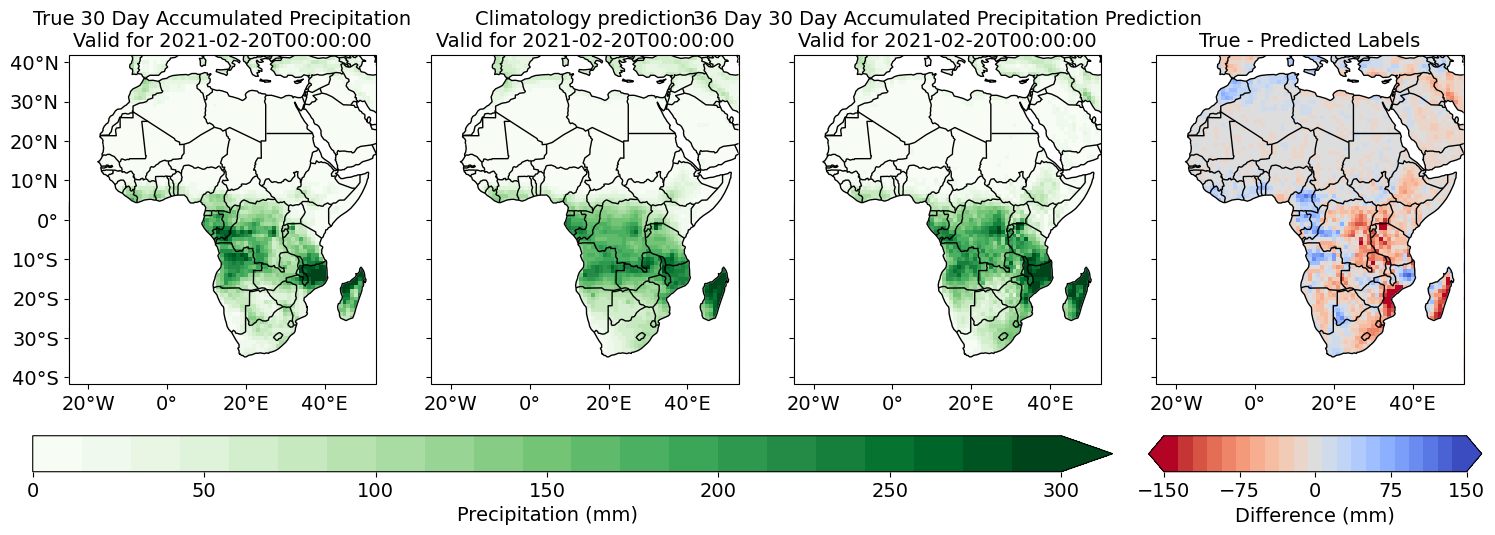 True 30 Day Accumulated Precipitation
Valid for 2021-02-20T00:00:00
Climatology prediction
Valid for 2021-02-20T00:00:00
36 Day 30 Day Accumulated Precipitation Prediction
Valid for 2021-02-20T00:00:00
True - Predicted Labels
40°N
30°N
20°N
10°N
0°
10°S
20°S
30°S
40°S
20°W 0° 20°E 40°E
20°W 0° 20°E 40°E
20°W 0° 20°E 40°E
20°W 0° 20°E 40°E
0 50 100 150 200 250 300
Precipitation (mm)
−150 −75 0 75 150
Difference (mm)